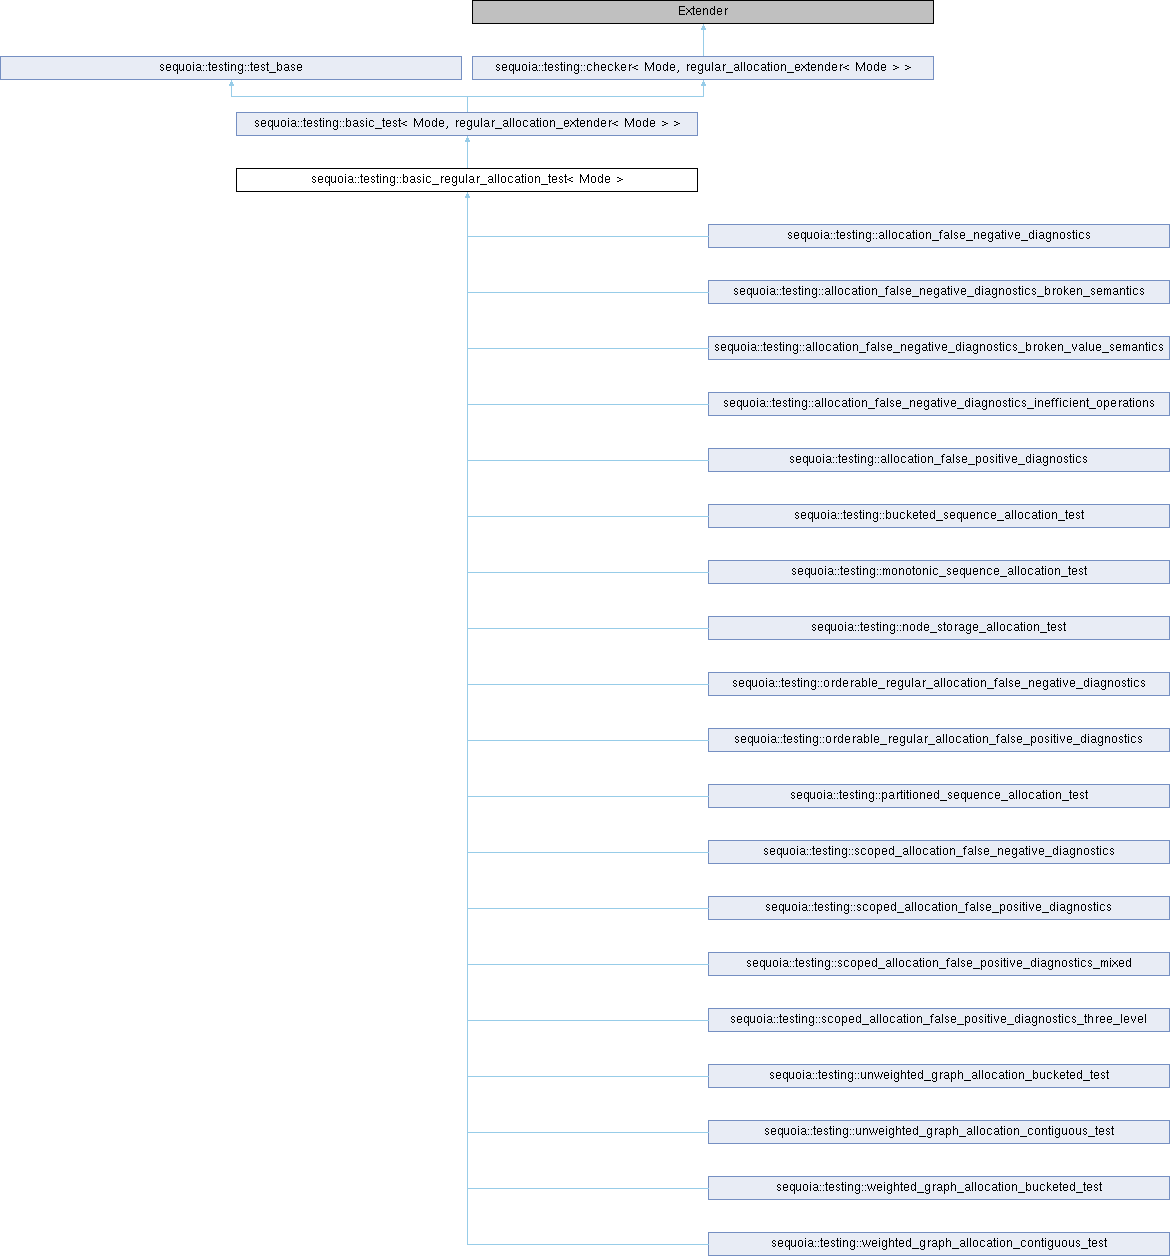 Extender
sequoia::testing::test_base
sequoia::testing::checker< Mode, regular_allocation_extender< Mode > >
sequoia::testing::basic_test< Mode, regular_allocation_extender< Mode > >
sequoia::testing::basic_regular_allocation_test< Mode >
sequoia::testing::allocation_false_negative_diagnostics
sequoia::testing::allocation_false_negative_diagnostics_broken_semantics
sequoia::testing::allocation_false_negative_diagnostics_broken_value_semantics
sequoia::testing::allocation_false_negative_diagnostics_inefficient_operations
sequoia::testing::allocation_false_positive_diagnostics
sequoia::testing::bucketed_sequence_allocation_test
sequoia::testing::monotonic_sequence_allocation_test
sequoia::testing::node_storage_allocation_test
sequoia::testing::orderable_regular_allocation_false_negative_diagnostics
sequoia::testing::orderable_regular_allocation_false_positive_diagnostics
sequoia::testing::partitioned_sequence_allocation_test
sequoia::testing::scoped_allocation_false_negative_diagnostics
sequoia::testing::scoped_allocation_false_positive_diagnostics
sequoia::testing::scoped_allocation_false_positive_diagnostics_mixed
sequoia::testing::scoped_allocation_false_positive_diagnostics_three_level
sequoia::testing::unweighted_graph_allocation_bucketed_test
sequoia::testing::unweighted_graph_allocation_contiguous_test
sequoia::testing::weighted_graph_allocation_bucketed_test
sequoia::testing::weighted_graph_allocation_contiguous_test